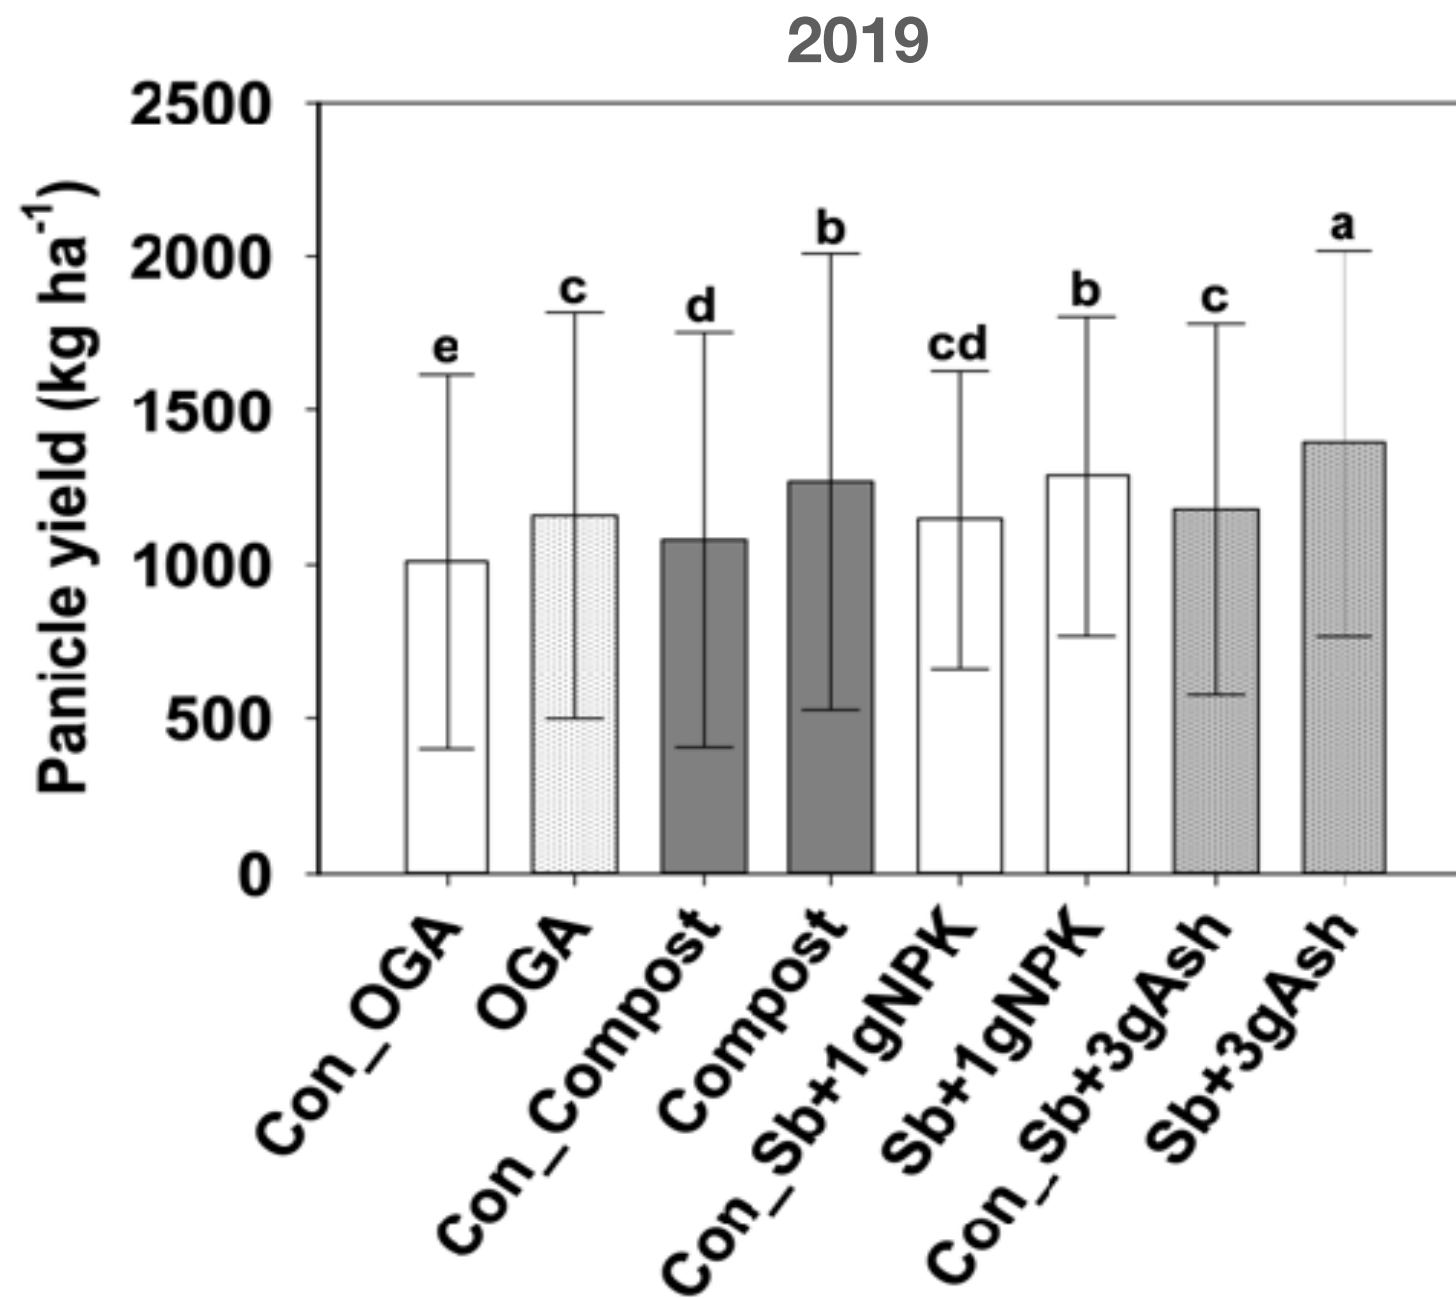 2019
Panicle yield (kg ha⁻¹)
2500
2000
1500
1000
500
0
e
c
d
b
cd
b
c
a
Con_OGA
OGA
Con_Compost
Compost
Con_Sb+1gNPK
Sb+1gNPK
Con_Sb+3gAsh
Sb+3gAsh